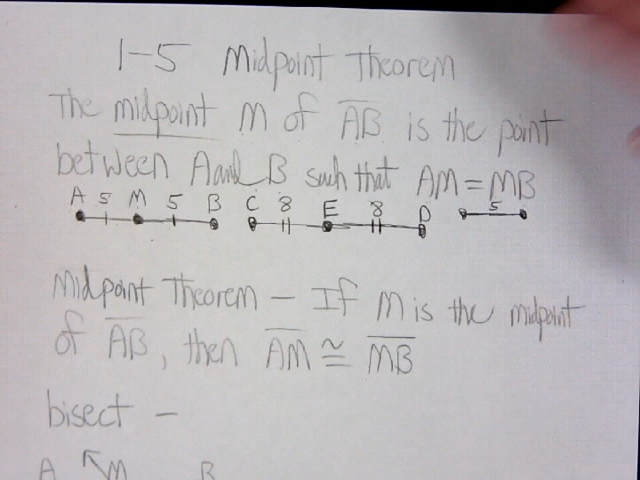 1-5 Midpoint Theorem
The midpoint M of AB is the point
between A and B such that AM = MB
A 5 M 5 B C 8 E 8 D 5
Midpoint Theorem - If M is the midpoint
of AB, then AM ≅ MB
bisect -
A M B